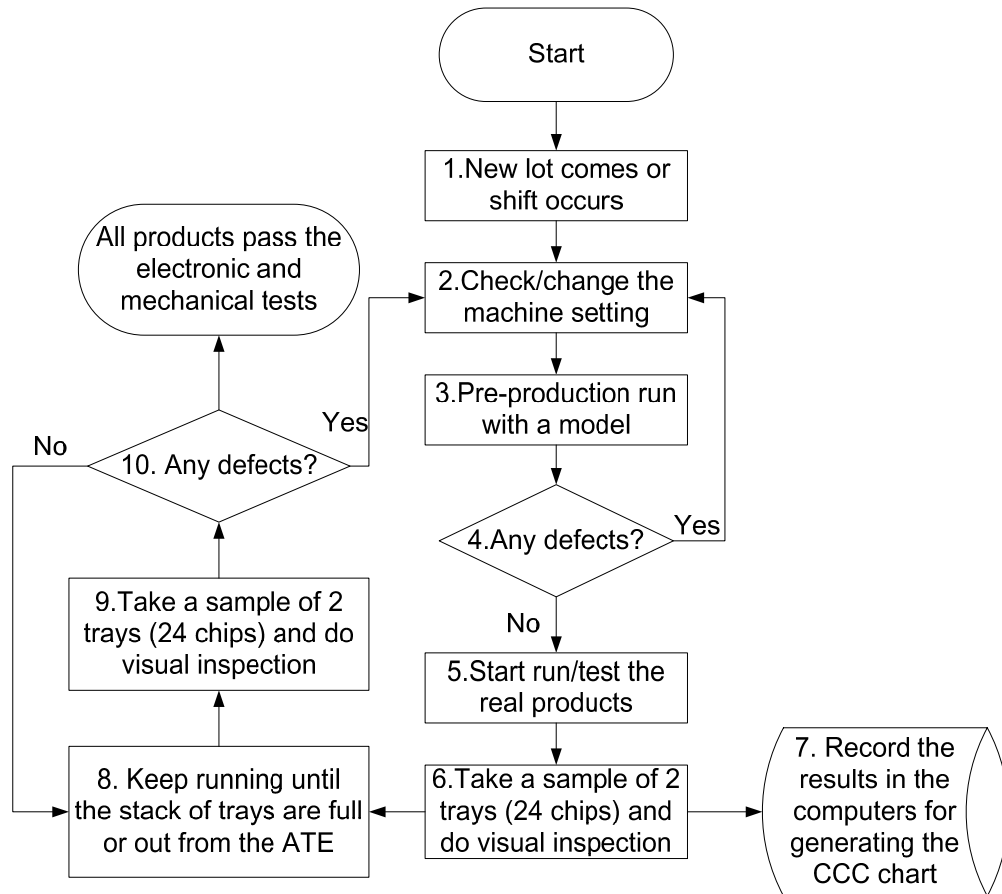 Start
1.New lot comes or
shift occurs
All products pass the
electronic and
mechanical tests
2.Check/change the
machine setting
3.Pre-production run
with a model
Yes
No
10. Any defects?
4.Any defects?
Yes
No
9.Take a sample of 2
trays (24 chips) and do
visual inspection
5.Start run/test the
real products
8. Keep running until
the stack of trays are full
or out from the ATE
6.Take a sample of 2
trays (24 chips) and
do visual inspection
7. Record the
results in the
computers for
generating the
CCC chart